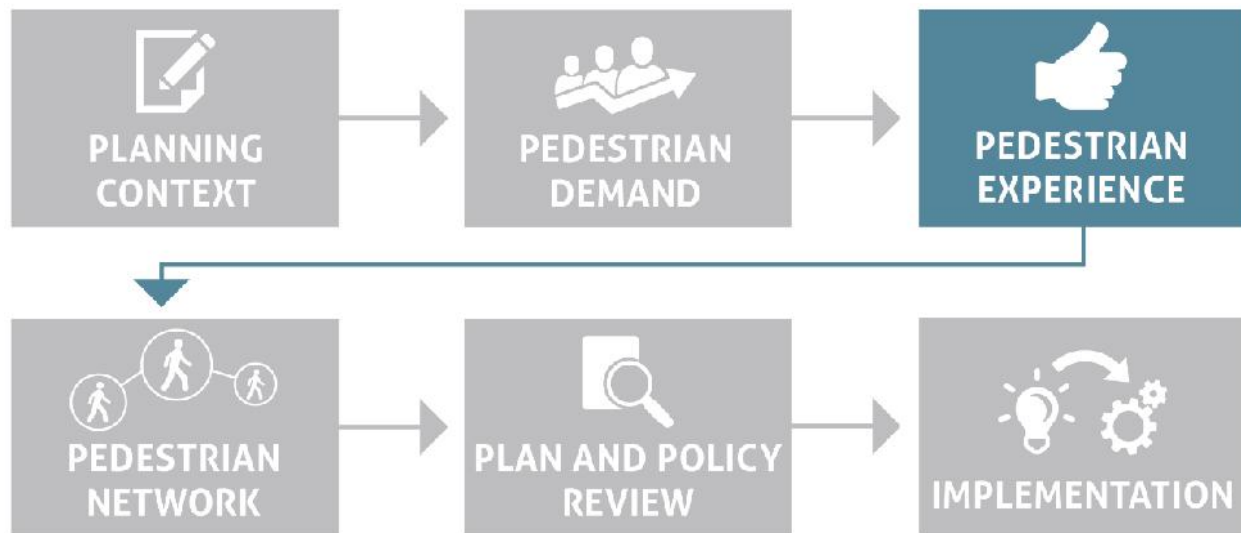 PLANNING
CONTEXT
PEDESTRIAN
DEMAND
PEDESTRIAN
EXPERIENCE
PEDESTRIAN
NETWORK
PLAN AND POLICY
REVIEW
IMPLEMENTATION